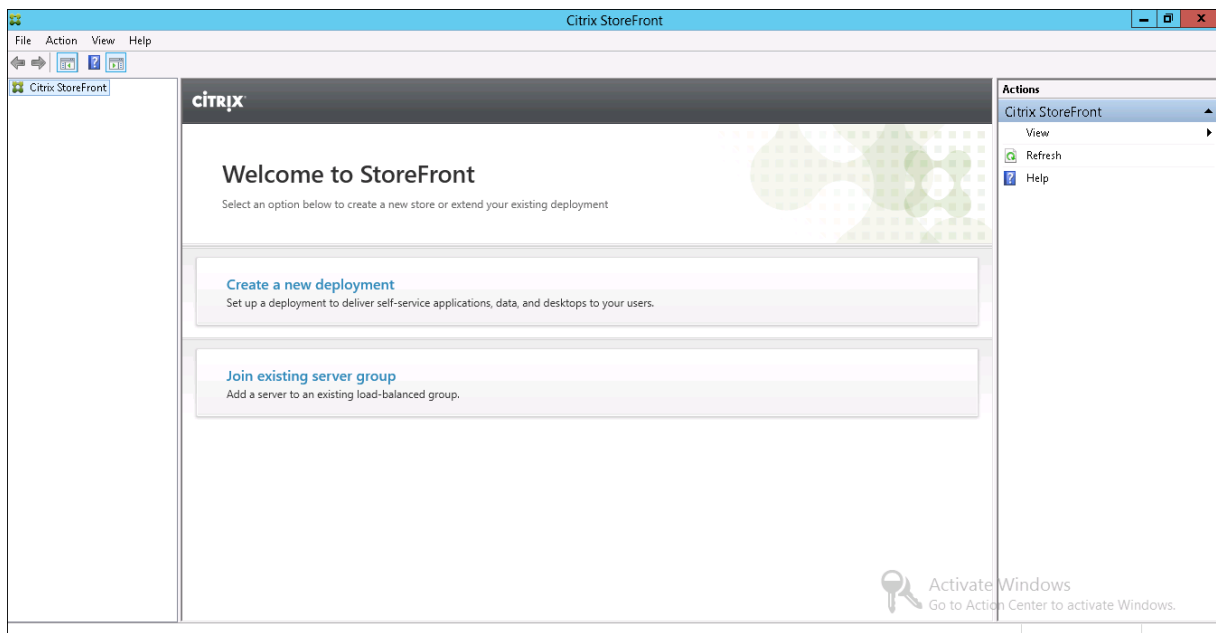 Citrix StoreFront
File Action View Help
Citrix StoreFront
CİTRIX
Welcome to StoreFront
Select an option below to create a new store or extend your existing deployment
Create a new deployment
Set up a deployment to deliver self-service applications, data, and desktops to your users.
Join existing server group
Add a server to an existing load-balanced group.
Actions
Citrix StoreFront
View
Refresh
Help
Activate Windows
Go to Action Center to activate Windows.